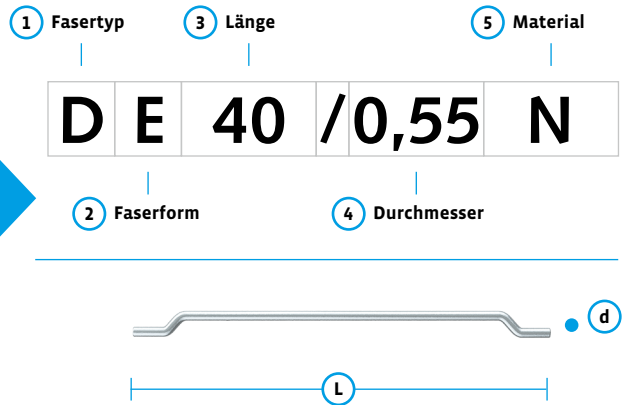 1 Fasertyp 3 Länge 5 Material
D E 40 / 0,55 N
2 Faserform 4 Durchmesser
d
L